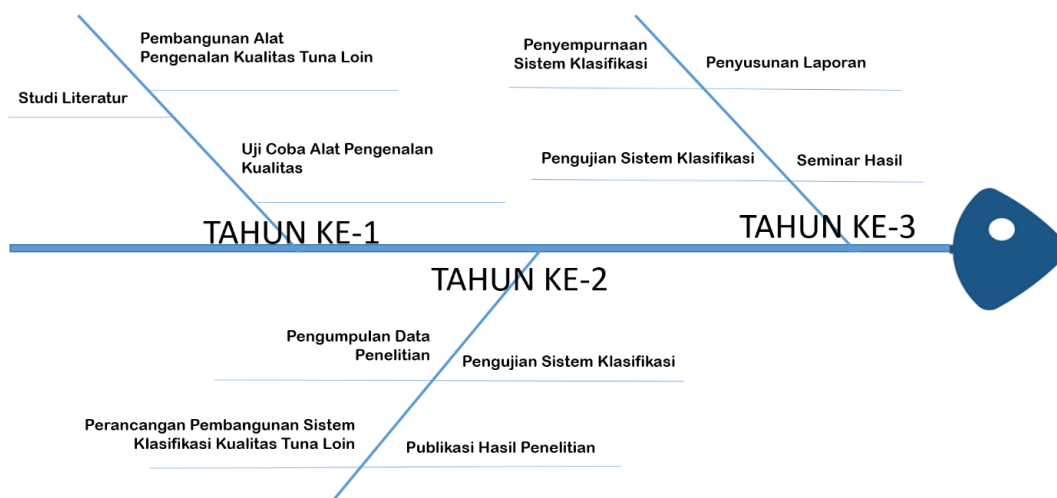 Pembangunan Alat
Pengenalan Kualitas Tuna Loin
Studi Literatur
Uji Coba Alat Pengenalan
Kualitas
TAHUN KE-1
Pengumpulan Data
Penelitian
Pengujian Sistem Klasifikasi
Perancangan Pembangunan Sistem
Klasifikasi Kualitas Tuna Loin
Publikasi Hasil Penelitian
TAHUN KE-2
Penyempurnaan
Sistem Klasifikasi
Penyusunan Laporan
Pengujian Sistem Klasifikasi
Seminar Hasil
TAHUN KE-3